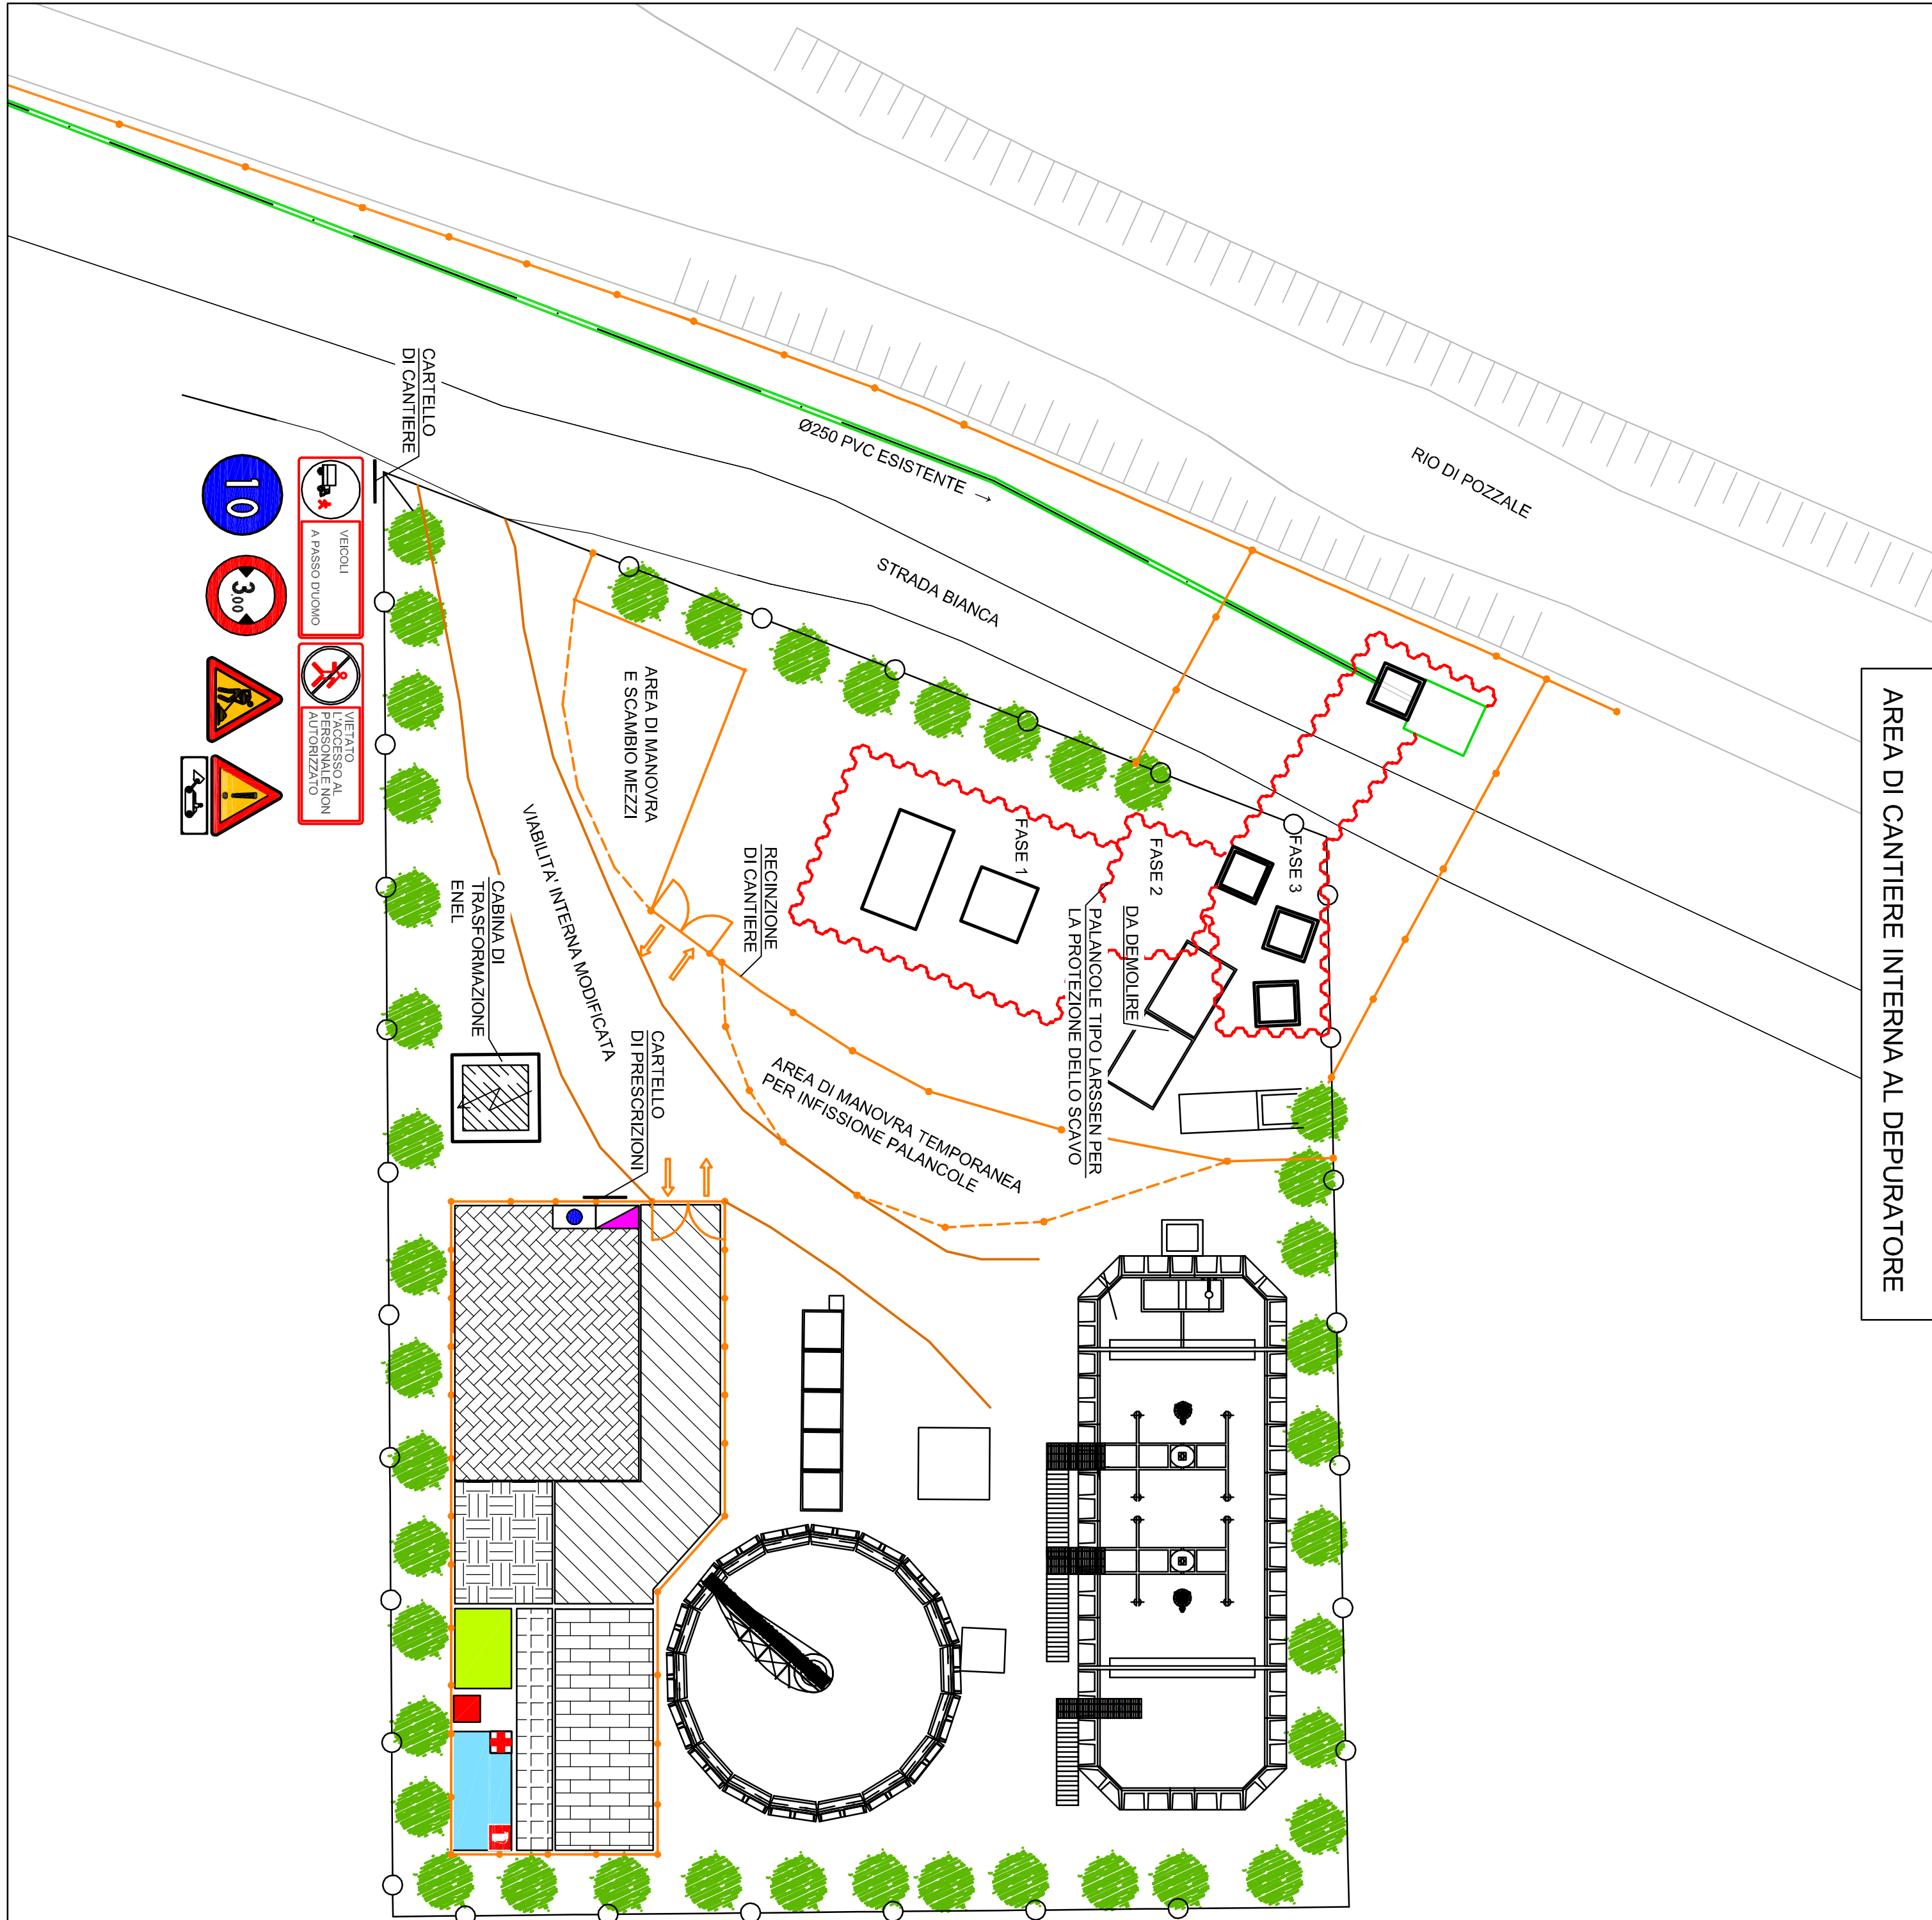 AREA DI CANTIERE INTERNA AL DEPURATORE
RIO DI POZZALE
Ø250 PVC ESISTENTE →
STRADA BIANCA
CARTELLO
DI CANTIERE
10
VEICOLI
A PASSO D'UOMO
3,00
VIETATO
L'ACCESSO AL
PERSONALE NON
AUTORIZZATO
AREA DI MANOVRA
E SCAMBIO MEZZI
VIABILITA' INTERNA MODIFICATA
RECINZIONE
DI CANTIERE
FASE 1
FASE 2
FASE 3
DA DEMOLIRE
PALANCOLE TIPO LARSSEN PER
LA PROTEZIONE DELLO SCAVO
CABINA DI
TRASFORMAZIONE
ENEL
CARTELLO
DI PRESCRIZIONI
AREA DI MANOVRA TEMPORANEA
PER INFISSIONE PALANCOLE
D